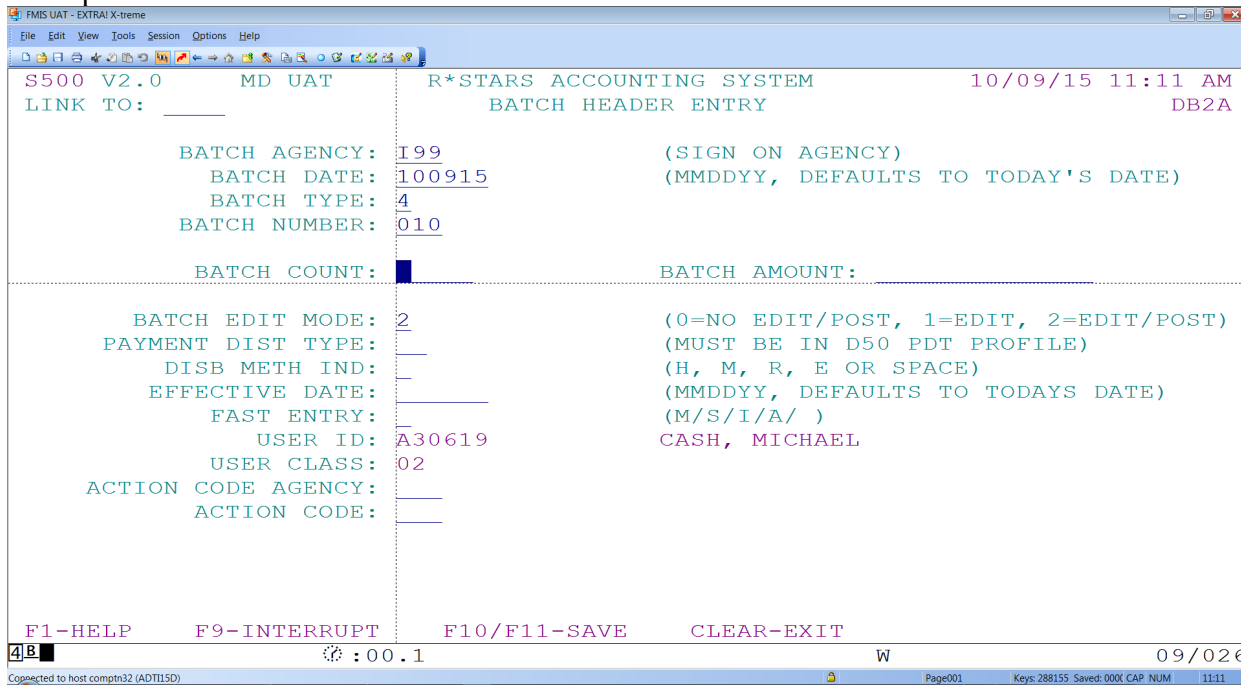 FMIS UAT - EXTRA! X-treme
File Edit View Tools Session Options Help
S500 V2.0 MD UAT R*STARS ACCOUNTING SYSTEM 10/09/15 11:11 AM
LINK TO: BATCH HEADER ENTRY DB2A
BATCH AGENCY: I99 (SIGN ON AGENCY)
BATCH DATE: 100915 (MMDDYY, DEFAULTS TO TODAY'S DATE)
BATCH TYPE: 4
BATCH NUMBER: 010
BATCH COUNT: BATCH AMOUNT:
BATCH EDIT MODE: 2 (0=NO EDIT/POST, 1=EDIT, 2=EDIT/POST)
PAYMENT DIST TYPE: (MUST BE IN D50 PDT PROFILE)
DISB METH IND: (H, M, R, E OR SPACE)
EFFECTIVE DATE: (MMDDYY, DEFAULTS TO TODAYS DATE)
FAST ENTRY: (M/S/I/A/ )
USER ID: A30619 CASH, MICHAEL
USER CLASS: 02
ACTION CODE AGENCY:
ACTION CODE:
F1-HELP F9-INTERRUPT F10/F11-SAVE CLEAR-EXIT
4B :00.1 W 09/026
Connected to host comptn32 (ADTI15D) Page001 Keys: 288155 Saved: 000 CAP NUM 11:11